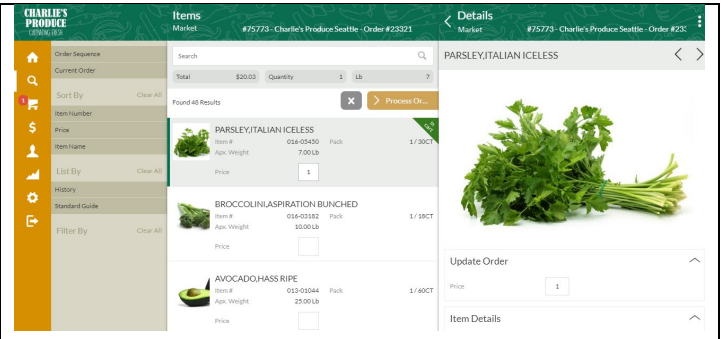 CHARLIE'S
PRODUCE
Items
Market
#75773 - Charlie's Produce Seattle - Order #23321
Details
Market
#75773 - Charlie's Produce Seattle - Order #233
Order Sequence
Current Order
Sort By Clear All
Item Number
Price
Item Name
List By Clear All
History
Standard Guide
Filter By Clear All
1
$
Search
Total $20.03 Quantity 1 Lb 7
Found 48 Results
X
Process Or...
PARSLEY,ITALIAN ICELESS
Item # 016-05450 Pack 1 / 30CT
Apx. Weight 7.00 Lb
Price 1
IN
CART
BROCCOLINI,ASPIRATION BUNCHED
Item # 016-03182 Pack 1 / 18CT
Apx. Weight 10.00 Lb
Price
AVOCADO,HASS RIPE
Item # 013-01044 Pack 1 / 60CT
Apx. Weight 25.00 Lb
Price
PARSLEY,ITALIAN ICELESS
Update Order
Price 1
Item Details